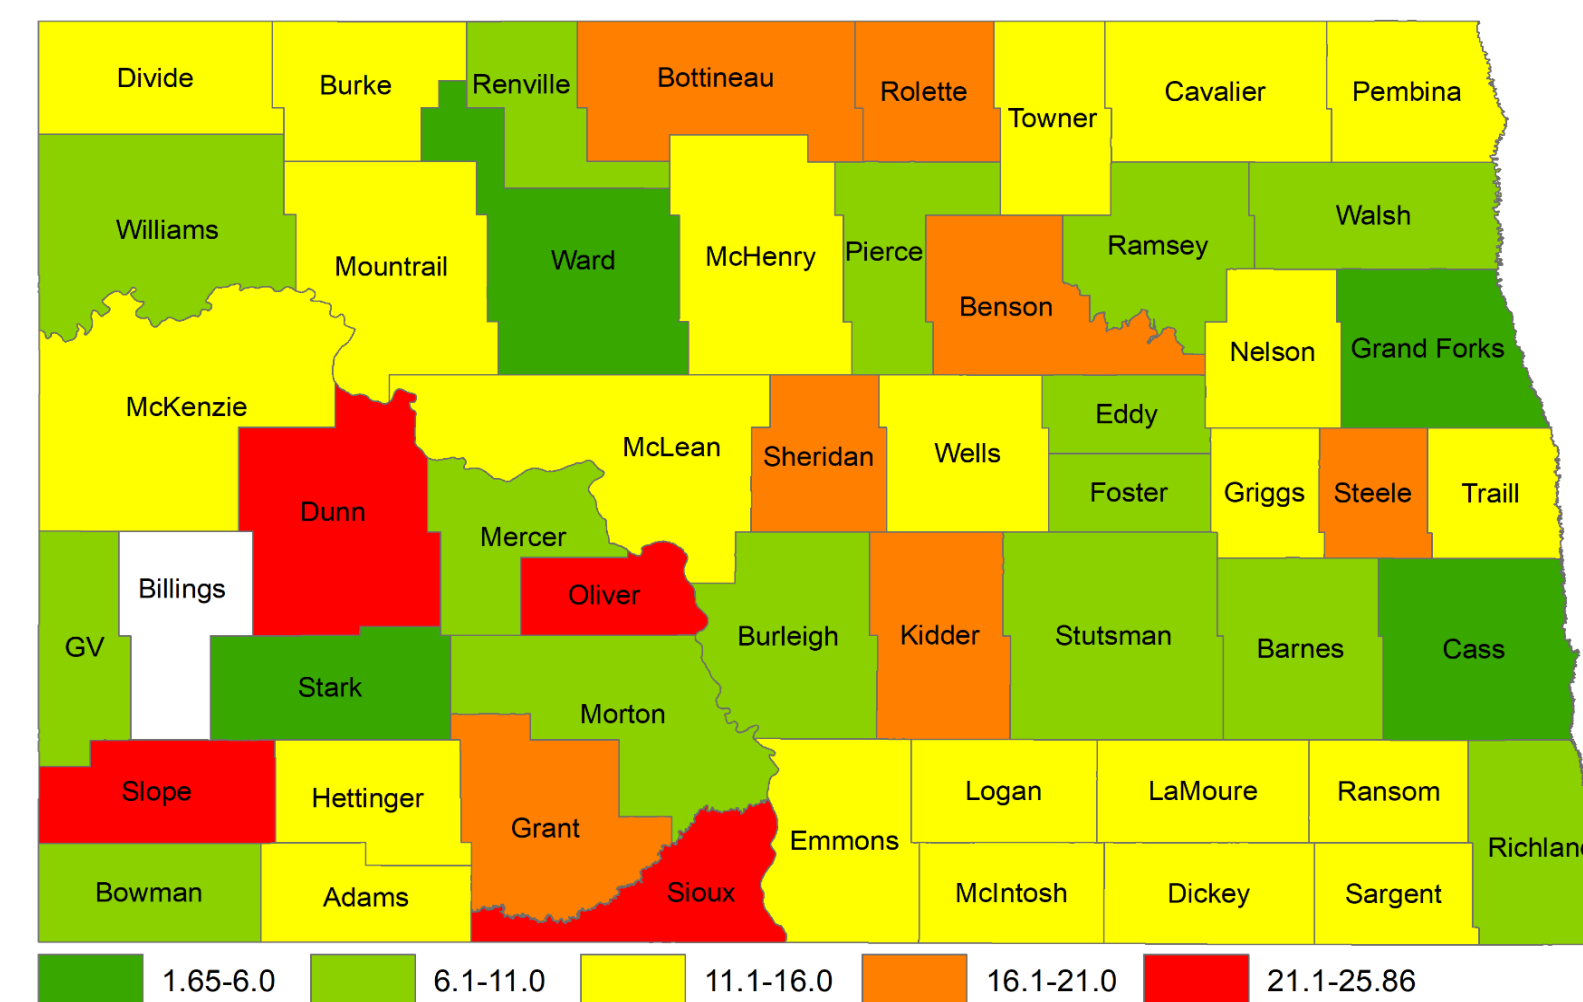 Divide
Burke
Renville
Bottineau
Rolette
Towner
Cavalier
Pembina
Williams
Mountrail
Ward
McHenry
Pierce
Benson
Ramsey
Walsh
Nelson
Grand Forks
McKenzie
Dunn
McLean
Mercer
Oliver
Sheridan
Wells
Eddy
Foster
Griggs
Steele
Traill
Billings
GV
Stark
Morton
Burleigh
Kidder
Stutsman
Barnes
Cass
Slope
Hettinger
Grant
Emmons
Logan
LaMoure
Ransom
Richlan
Bowman
Adams
Sioux
McIntosh
Dickey
Sargent
1.65-6.0 6.1-11.0 11.1-16.0 16.1-21.0 21.1-25.86